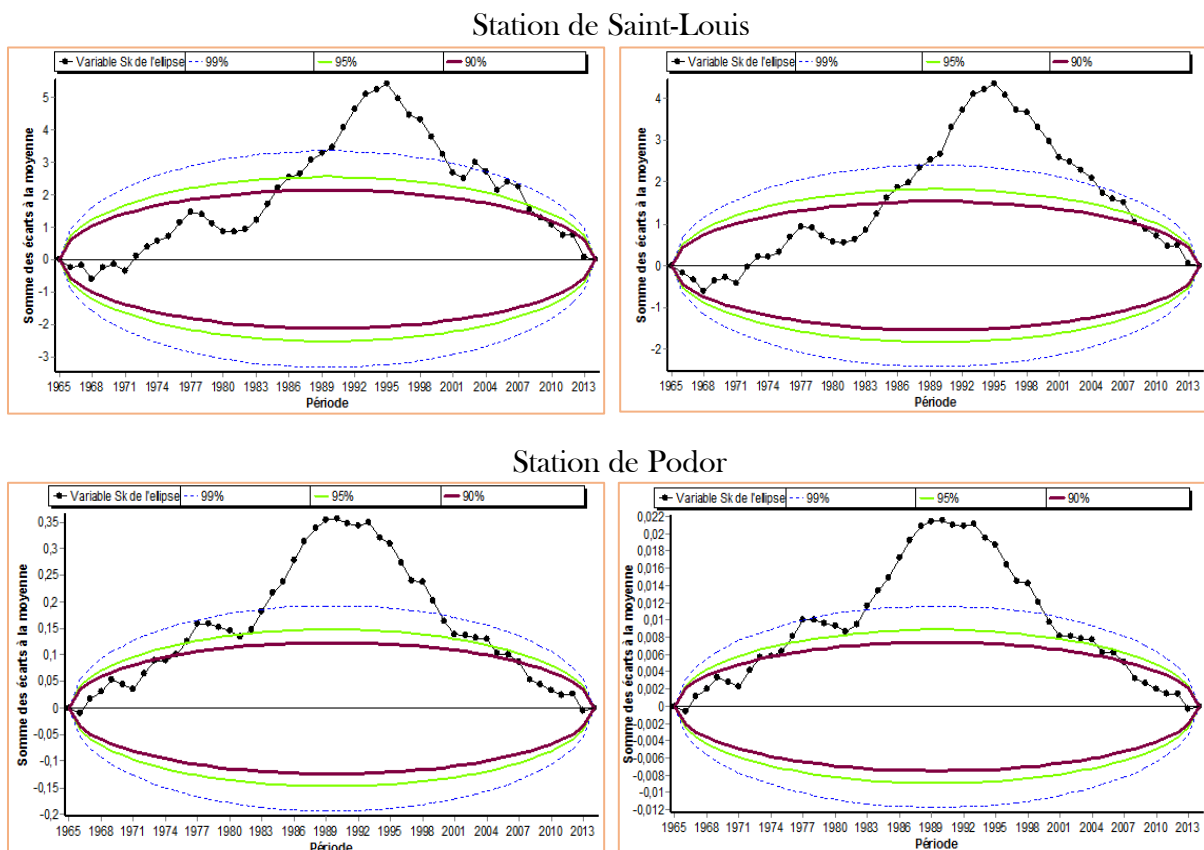 Station de Saint-Louis
Variable Sk de l'elipse 99% 95% 90%
Somme des écarts à la moyenne
5
4
3
2
1
0
-1
-2
-3
1965 1968 1971 1974 1977 1980 1983 1986 1989 1992 1995 1998 2001 2004 2007 2010 2013
Période
Variable Sk de l'elipse 99% 95% 90%
Somme des écarts à la moyenne
4
2
0
-1
-2
1965 1968 1971 1974 1977 1980 1983 1986 1989 1992 1995 1998 2001 2004 2007 2010 2013
Période
Station de Podor
Variable Sk de l'elipse 99% 95% 90%
Somme des écarts à la moyenne
0,35
0,3
0,25
0,2
0,15
0,1
0,05
0
-0,05
-0,1
-0,15
-0,2
1965 1968 1971 1974 1977 1980 1983 1986 1989 1992 1995 1998 2001 2004 2007 2010 2013
Période
Variable Sk de l'elipse 99% 95% 90%
Somme des écarts à la moyenne
0,022
0,02
0,018
0,016
0,014
0,012
0,01
0,008
0,006
0,004
0,002
0
-0,002
-0,004
-0,006
-0,008
-0,01
-0,012
1965 1968 1971 1974 1977 1980 1983 1986 1989 1992 1995 1998 2001 2004 2007 2010 2013
Période